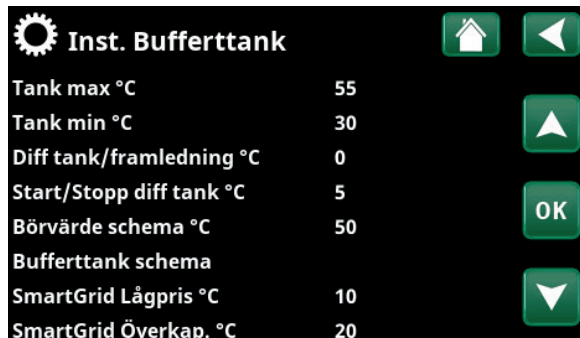 Inst. Bufferttank
Tank max °C 55
Tank min °C 30
Diff tank/framledning °C 0
Start/Stopp diff tank °C 5
Börvärde schema °C 50
Bufferttank schema
SmartGrid Lågpris °C 10
SmartGrid Överkap. °C 20
OK